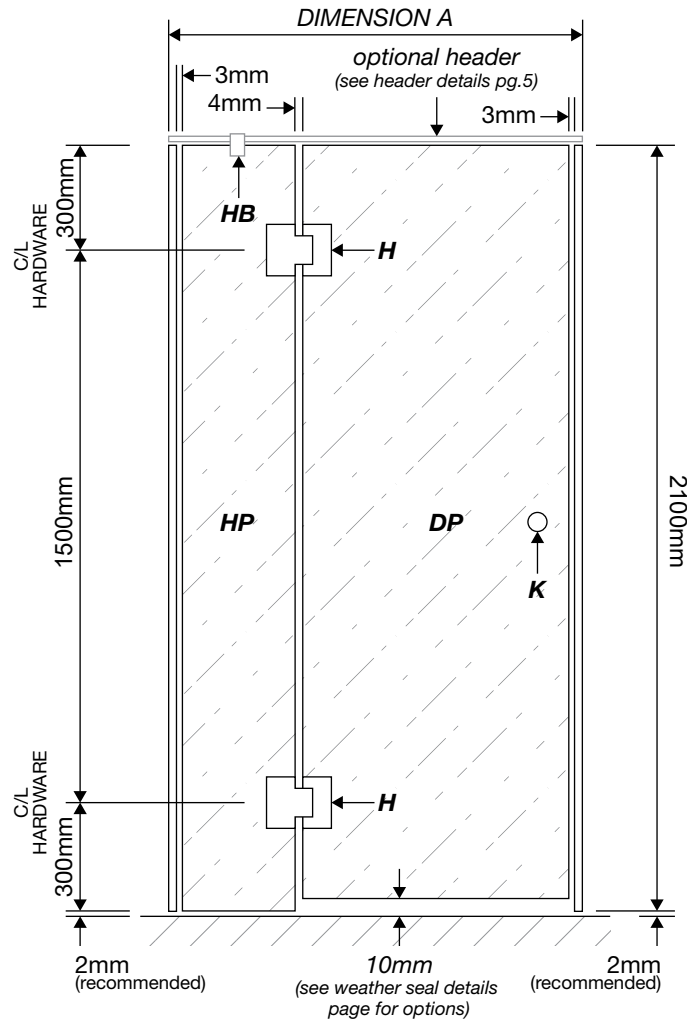 DIMENSION A
optional header
(see header details pg.5)
3mm
4mm
3mm
300mm
C/L
HARDWARE
HB
H
1500mm
2100mm
HP
DP
K
C/L
HARDWARE
H
300mm
2mm
(recommended)
10mm
(see weather seal details
page for options)
2mm
(recommended)